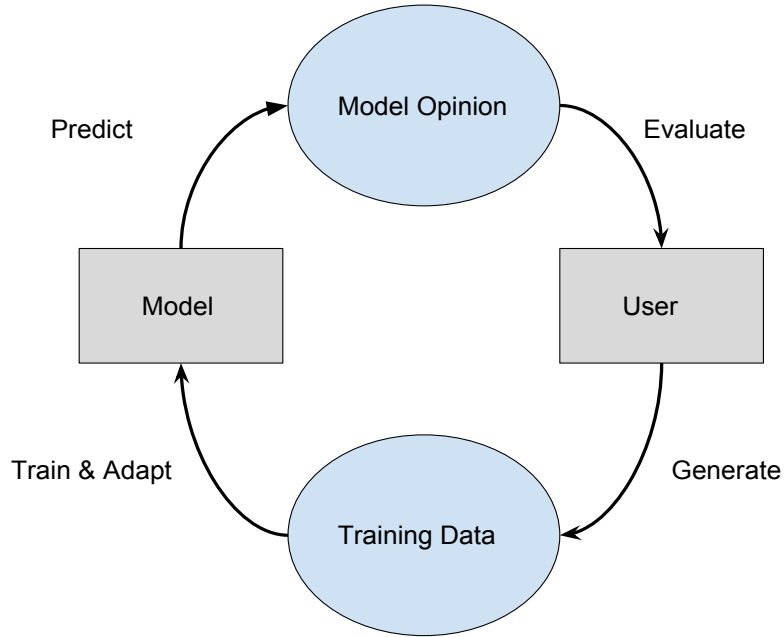 Model Opinion
Predict
Evaluate
Model
User
Train & Adapt
Generate
Training Data